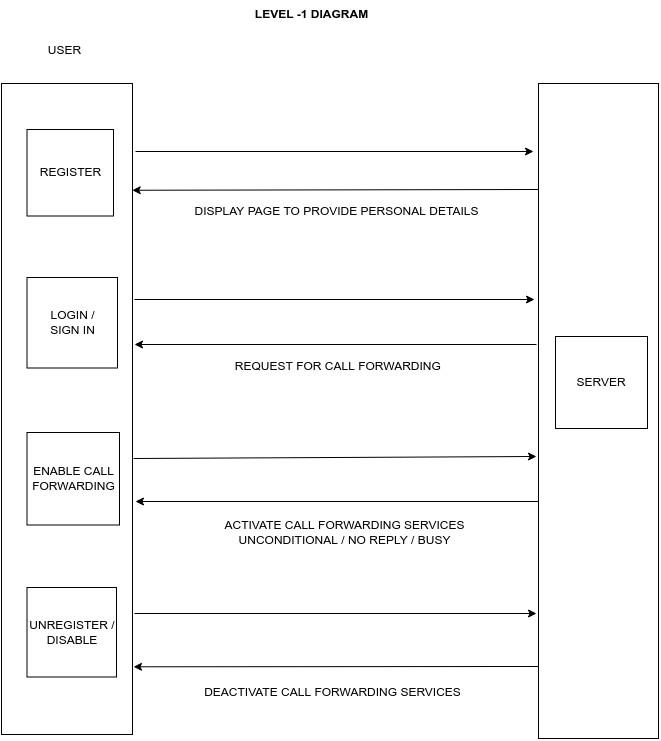 LEVEL -1 DIAGRAM
USER
REGISTER
DISPLAY PAGE TO PROVIDE PERSONAL DETAILS
LOGIN /
SIGN IN
REQUEST FOR CALL FORWARDING
SERVER
ENABLE CALL
FORWARDING
ACTIVATE CALL FORWARDING SERVICES
UNCONDITIONAL / NO REPLY / BUSY
UNREGISTER /
DISABLE
DEACTIVATE CALL FORWARDING SERVICES